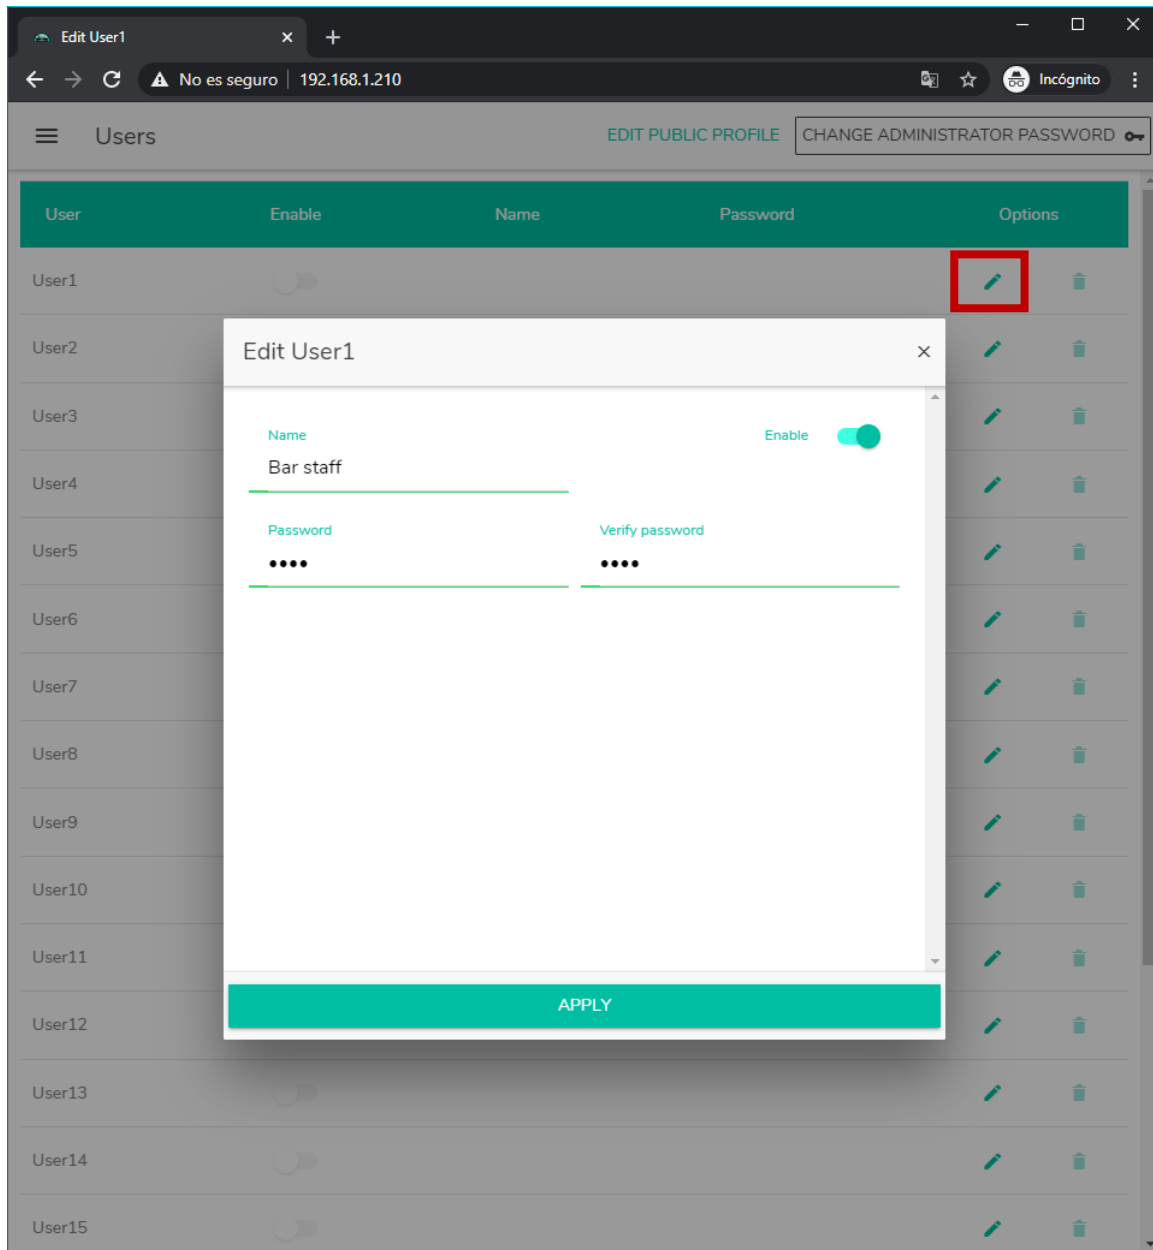 Edit User1
No es seguro | 192.168.1.210
Incógnito
Users
EDIT PUBLIC PROFILE
CHANGE ADMINISTRATOR PASSWORD
User Enable Name Password Options
User1
User2
Edit User1
User3
Name
Enable
Bar staff
User4
Password
Verify password
User5
••••
••••
User6
User7
User8
User9
User10
User11
APPLY
User12
User13
User14
User15